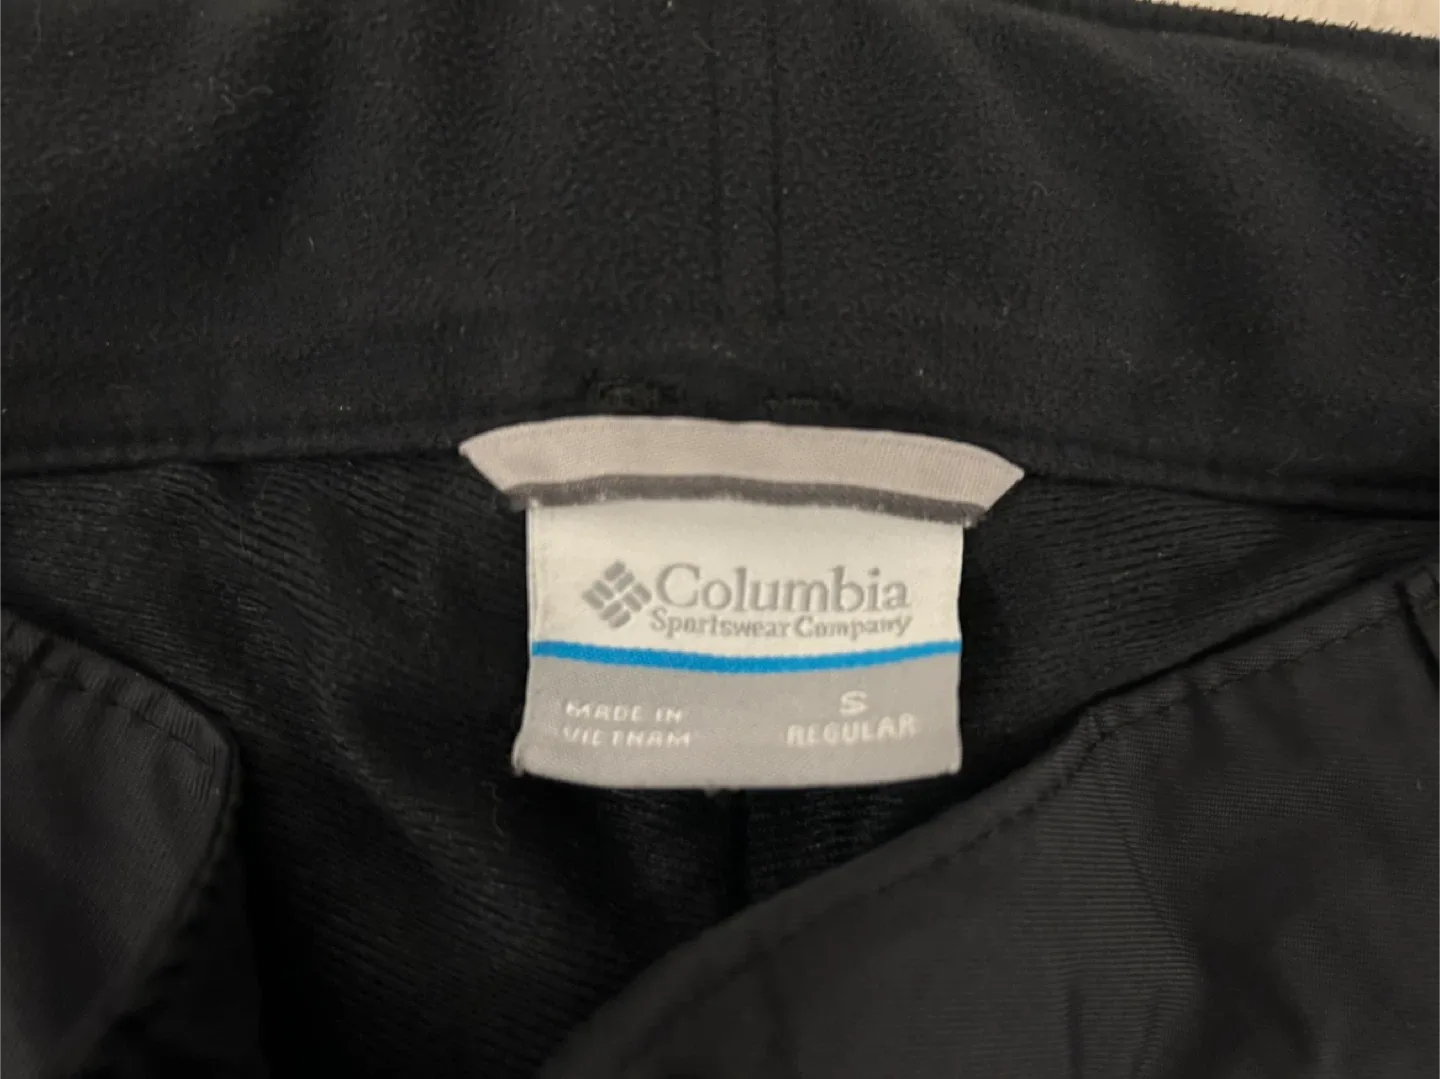 Columbia
Sportswear Company
MADE IN
VIETNAM
S
REGULAR